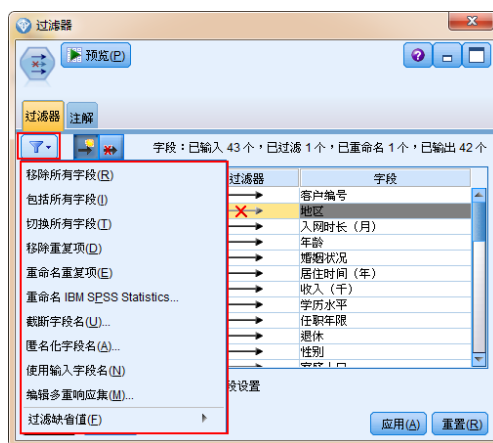 过滤器
预览(P)
过滤器 注解
字段：已输入 43 个，已过滤 1 个，已重命名 1 个，已输出 42 个
移除所有字段(R)
包括所有字段(I)
切换所有字段(T)
移除重复项(D)
重命名重复项(E)
重命名 IBM SPSS Statistics...
截断字段名(U)...
匿名化字段名(A)...
使用输入字段名(N)
编辑多重响应集(M)...
过滤缺省值(F)
过滤器 字段
客户编号
地区
入网时长（月）
年龄
婚姻状况
居住时间（年）
收入（千）
学历水平
任职年限
退休
性别
段设置
应用(A) 重置(R)